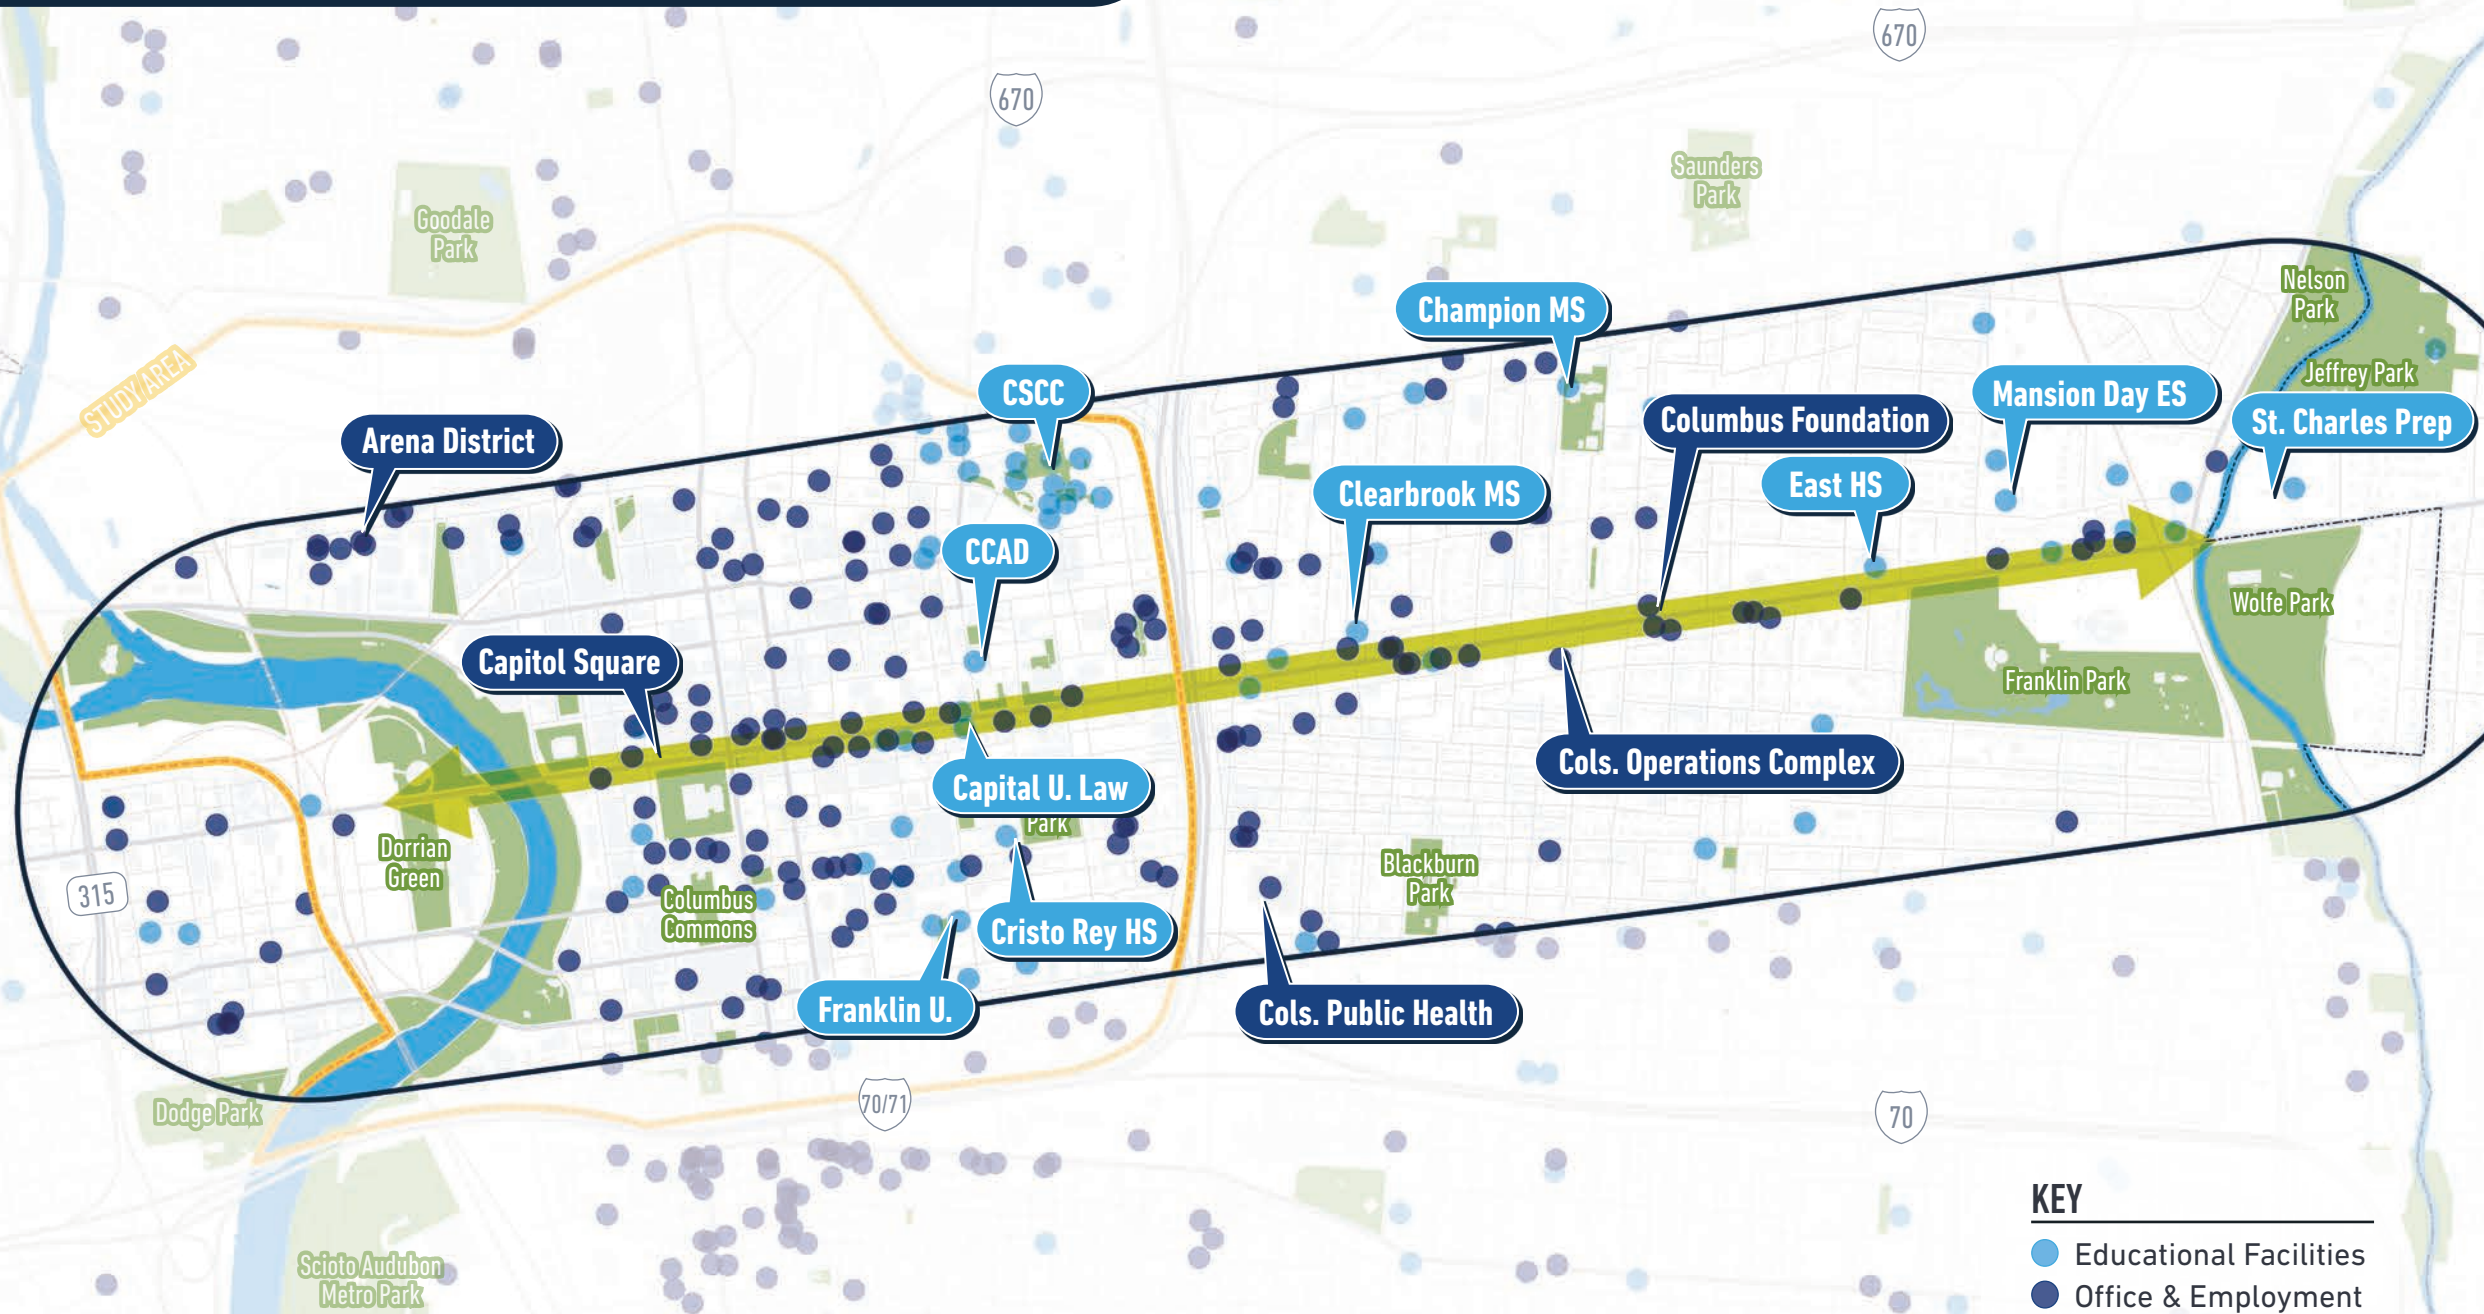 670
670
Saunders
Park
Goodale
Park
Nelson
Park
Champion MS
Jeffrey Park
STUDY AREA
CSCC
Mansion Day ES
Columbus Foundation
St. Charles Prep
Arena District
East HS
Clearbrook MS
CCAD
Wolfe Park
Capitol Square
Franklin Park
Cols. Operations Complex
Capital U. Law
Park
Dorrian
Green
Blackburn
Park
315
Columbus
Commons
Cristo Rey HS
Franklin U.
Cols. Public Health
70/71
70
Dodge Park
Scioto Audubon
Metro Park
KEY
Educational Facilities
Office & Employment